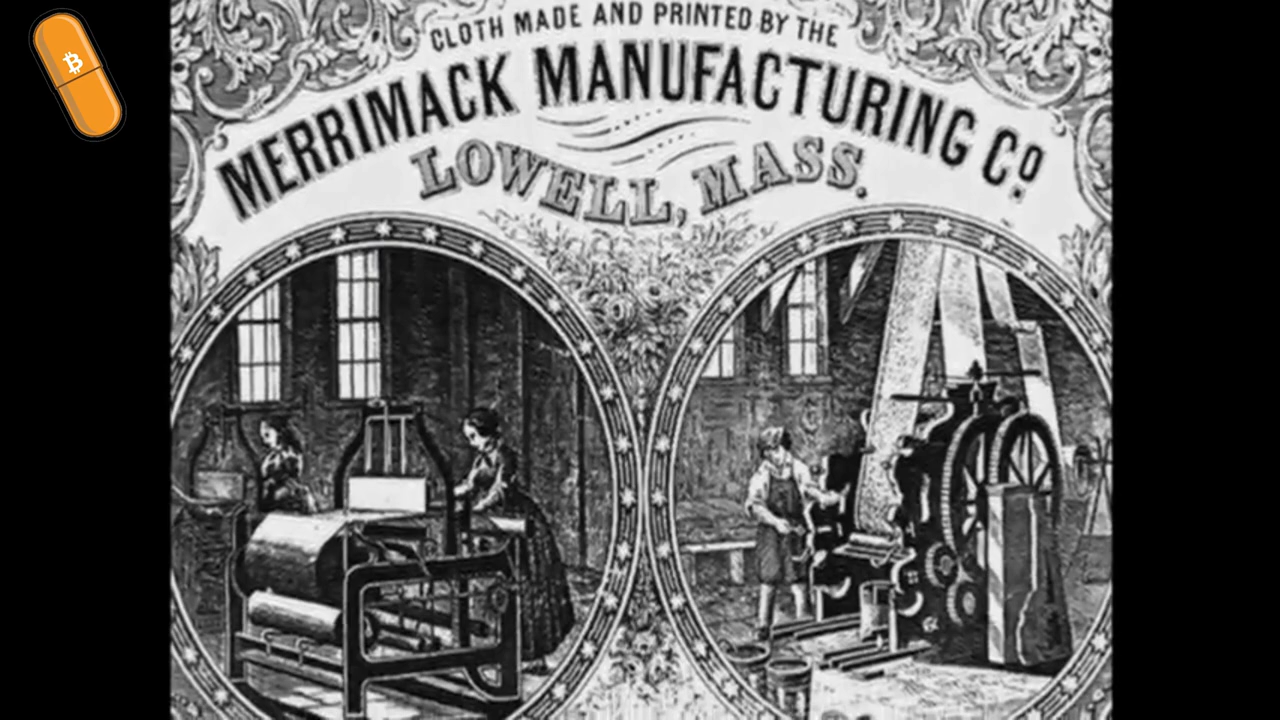 CLOTH MADE AND PRINTED BY THE
MERRIMACK MANUFACTURING Cº
LOWELL, MASS.